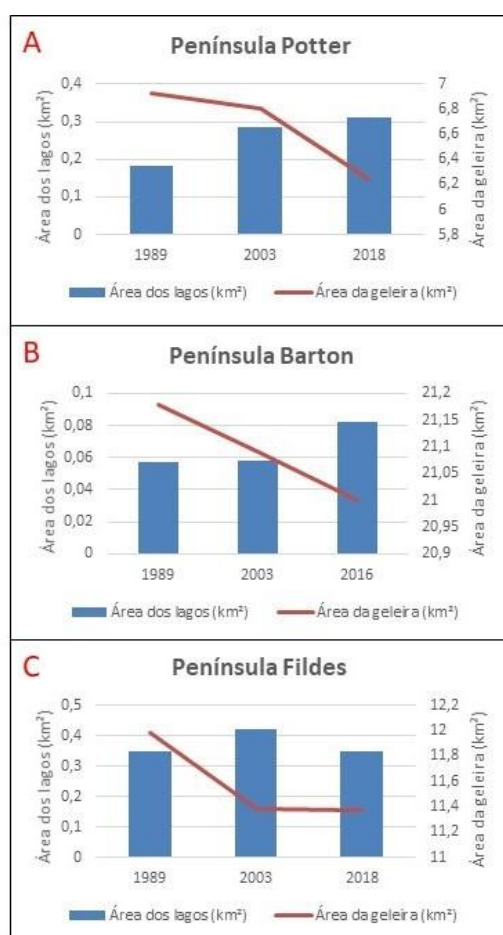 A
Península Potter
Área dos lagos (km²)
0,4
0,3
0,2
0,1
0
7
6,8
6,6
6,4
6,2
6
5,8
Área da geleira (km²)
1989 2003 2018
Área dos lagos (km²) Área da geleira (km²)
B
Península Barton
Área dos lagos (km²)
0,1
0,08
0,06
0,04
0,02
0
21,2
21,15
21,1
21,05
21
20,95
20,9
Área da geleira (km²)
1989 2003 2016
Área dos lagos (km²) Área da geleira (km²)
C
Península Fildes
Área dos lagos (km²)
0,5
0,4
0,3
0,2
0,1
0
12,2
12
11,8
11,6
11,4
11,2
11
Área da geleira (km²)
1989 2003 2018
Área dos lagos (km²) Área da geleira (km²)